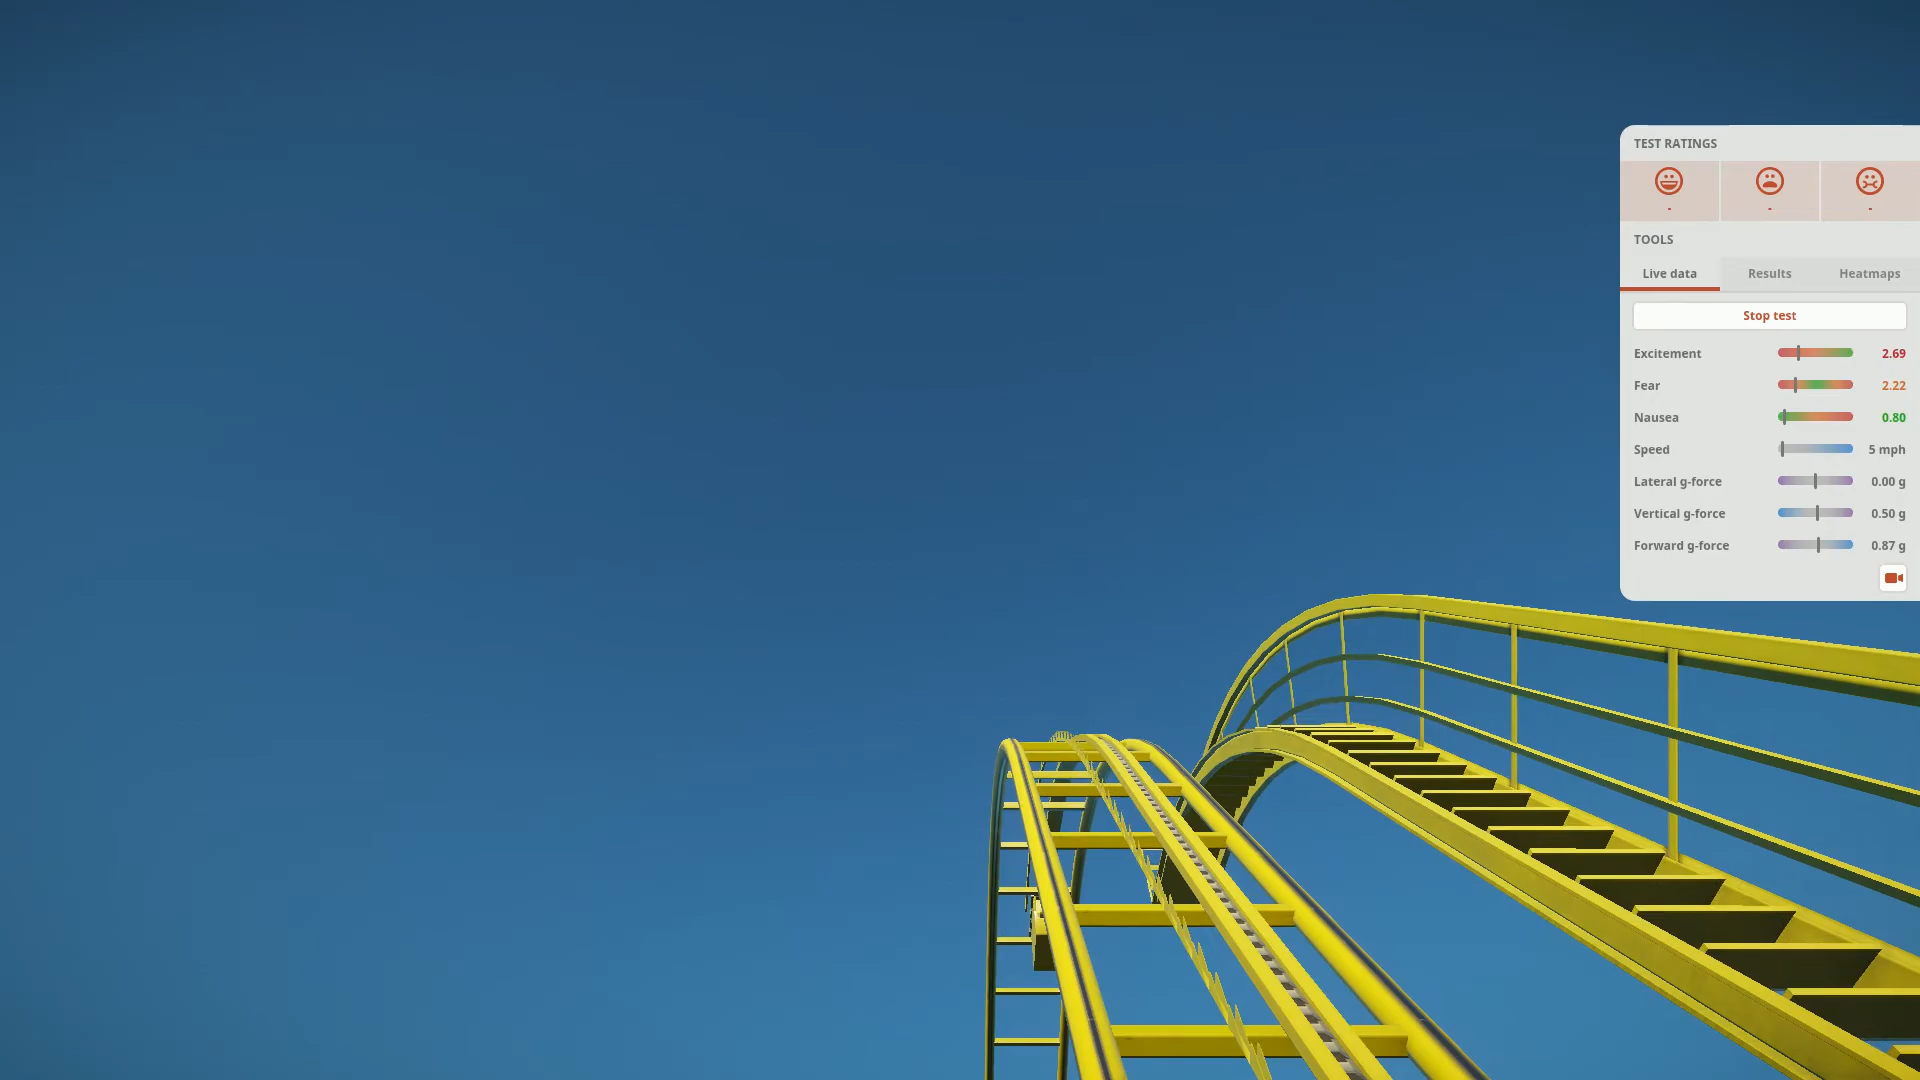 TEST RATINGS
- - -
TOOLS
Live data Results Heatmaps
Stop test
Excitement 2.69
Fear 2.22
Nausea 0.80
Speed 5 mph
Lateral g-force 0.00 g
Vertical g-force 0.50 g
Forward g-force 0.87 g